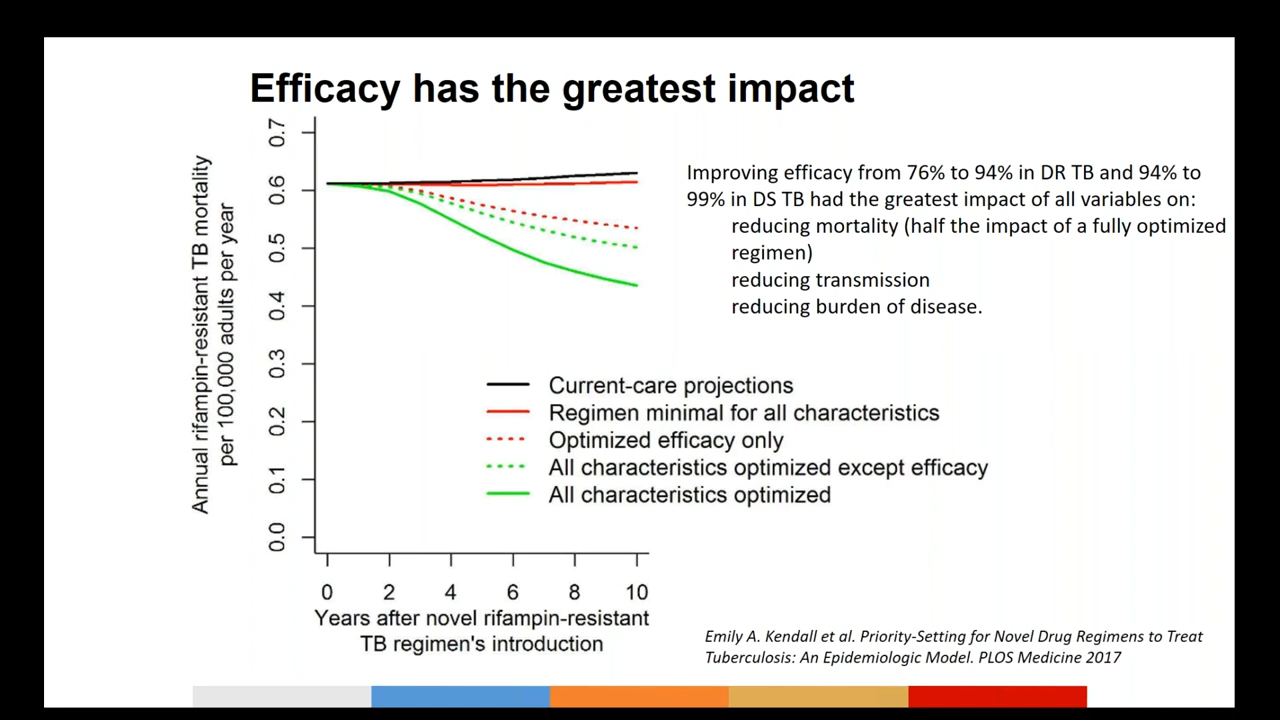 Efficacy has the greatest impact
Annual rifampin-resistant TB mortality
per 100,000 adults per year
0.7
0.6
0.5
0.4
0.3
0.2
0.1
0.0
Improving efficacy from 76% to 94% in DR TB and 94% to
99% in DS TB had the greatest impact of all variables on:
reducing mortality (half the impact of a fully optimized
regimen)
reducing transmission
reducing burden of disease.
Current-care projections
Regimen minimal for all characteristics
Optimized efficacy only
All characteristics optimized except efficacy
All characteristics optimized
0 2 4 6 8 10
Years after novel rifampin-resistant
TB regimen's introduction
Emily A. Kendall et al. Priority-Setting for Novel Drug Regimens to Treat
Tuberculosis: An Epidemiologic Model. PLOS Medicine 2017